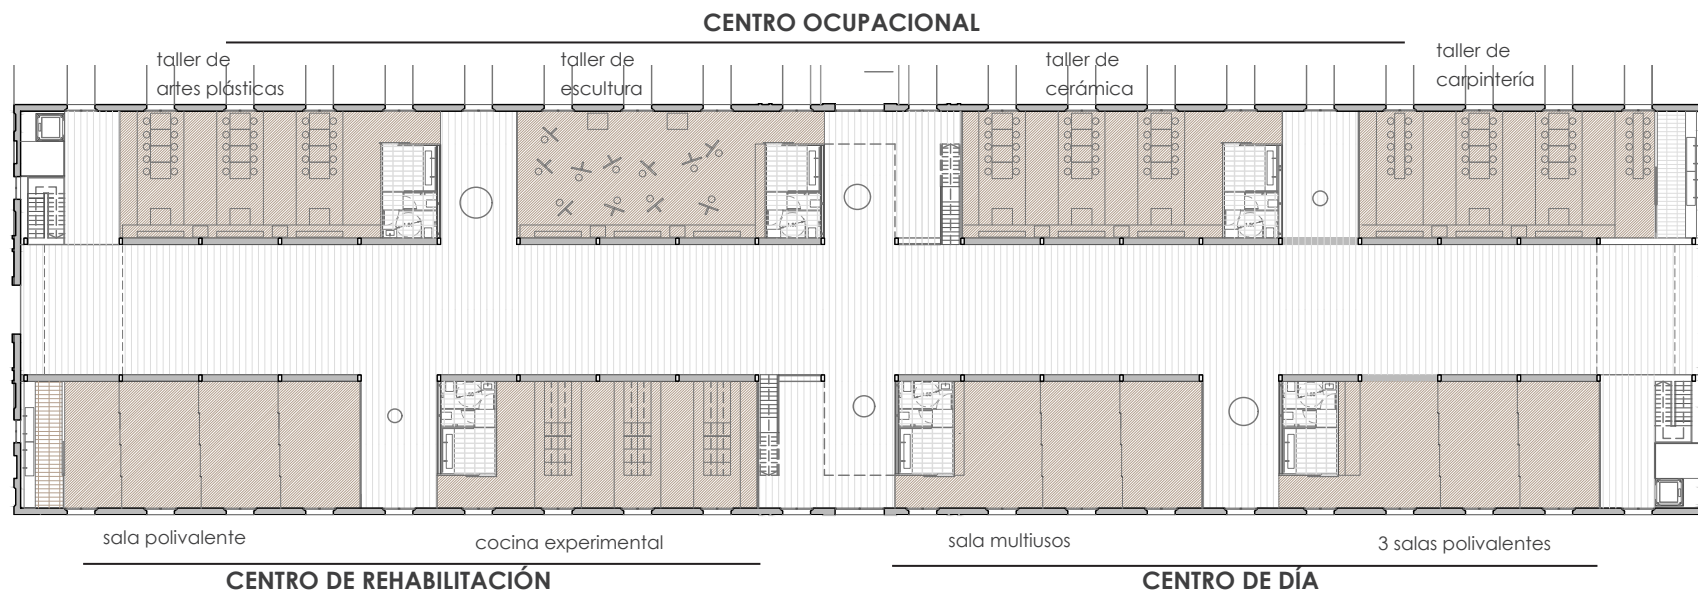 CENTRO OCUPACIONAL
taller de
artes plásticas
taller de
escultura
taller de
cerámica
taller de
carpintería
sala polivalente
cocina experimental
sala multiusos
3 salas polivalentes
CENTRO DE REHABILITACIÓN
CENTRO DE DÍA